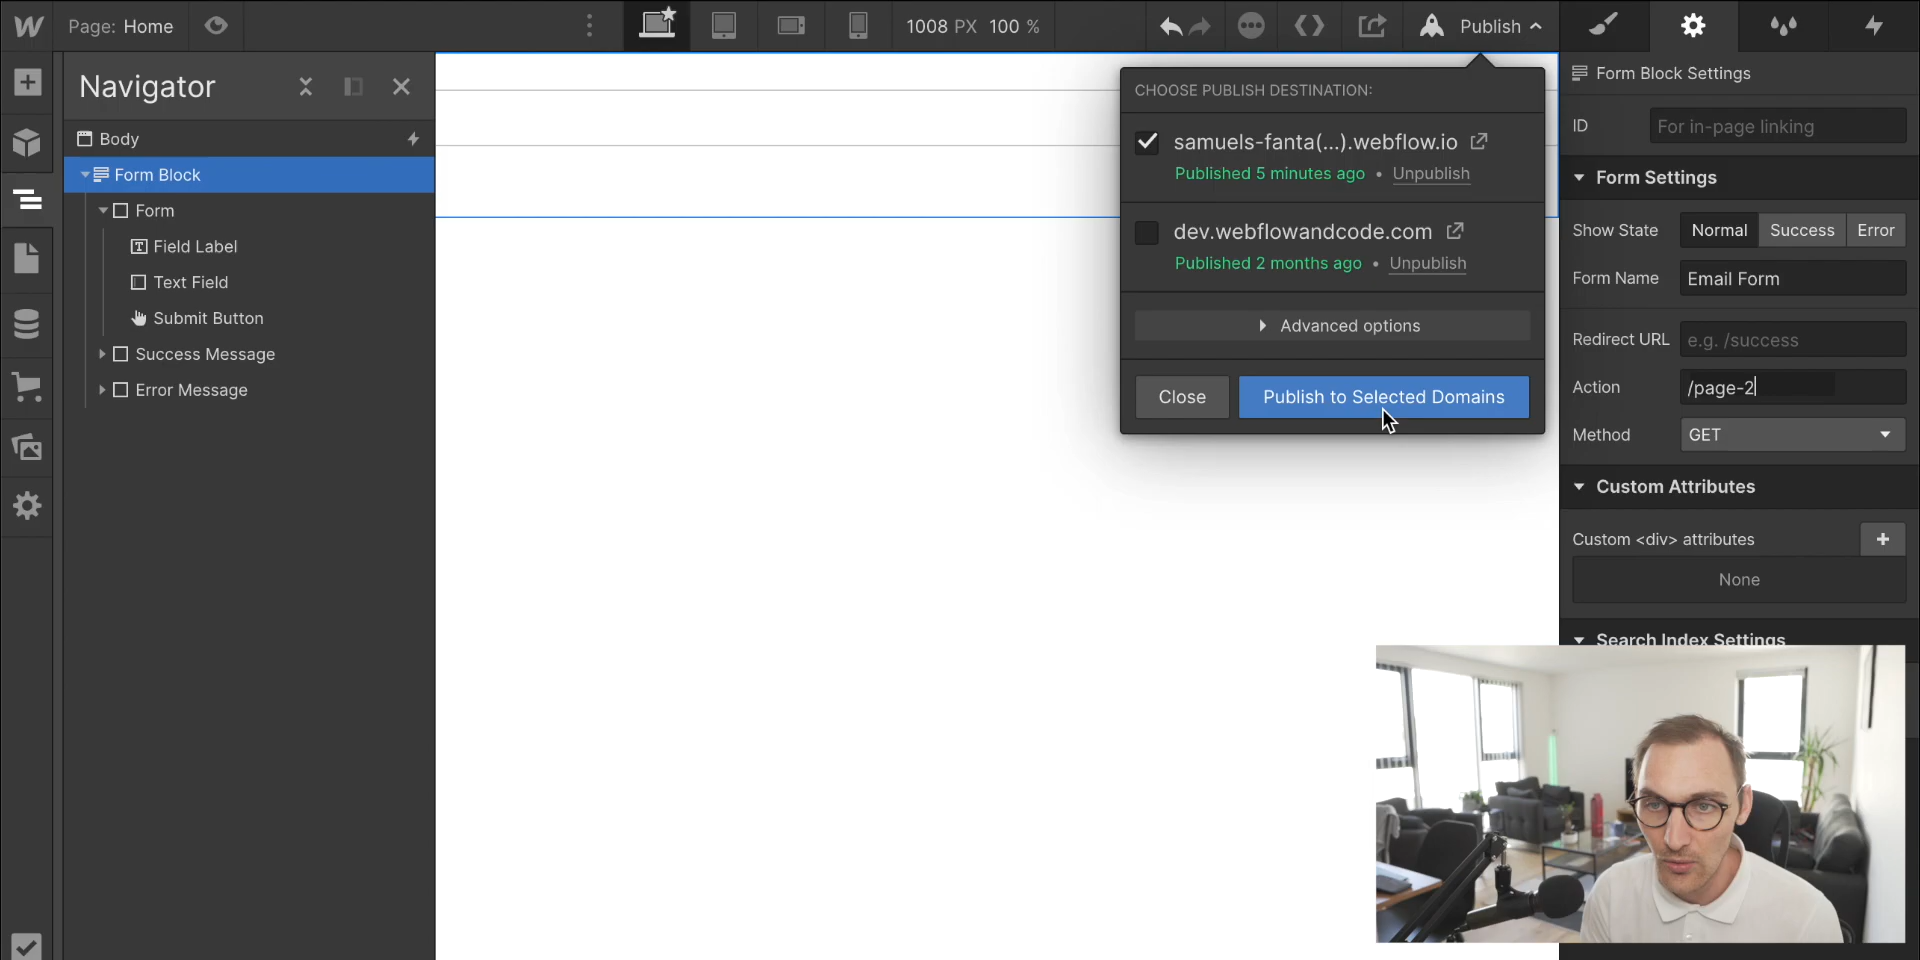 Page: Home
1008 PX 100 %
Publish
Navigator
Body
Form Block
Form
Field Label
Text Field
Submit Button
Success Message
Error Message
CHOOSE PUBLISH DESTINATION:
samuels-fanta(...).webflow.io
Published 5 minutes ago • Unpublish
dev.webflowandcode.com
Published 2 months ago • Unpublish
Advanced options
Close
Publish to Selected Domains
Form Block Settings
ID
For in-page linking
Form Settings
Show State Normal Success Error
Form Name Email Form
Redirect URL e.g. /success
Action /page-2
Method GET
Custom Attributes
Custom <div> attributes
None
Search Index Settings